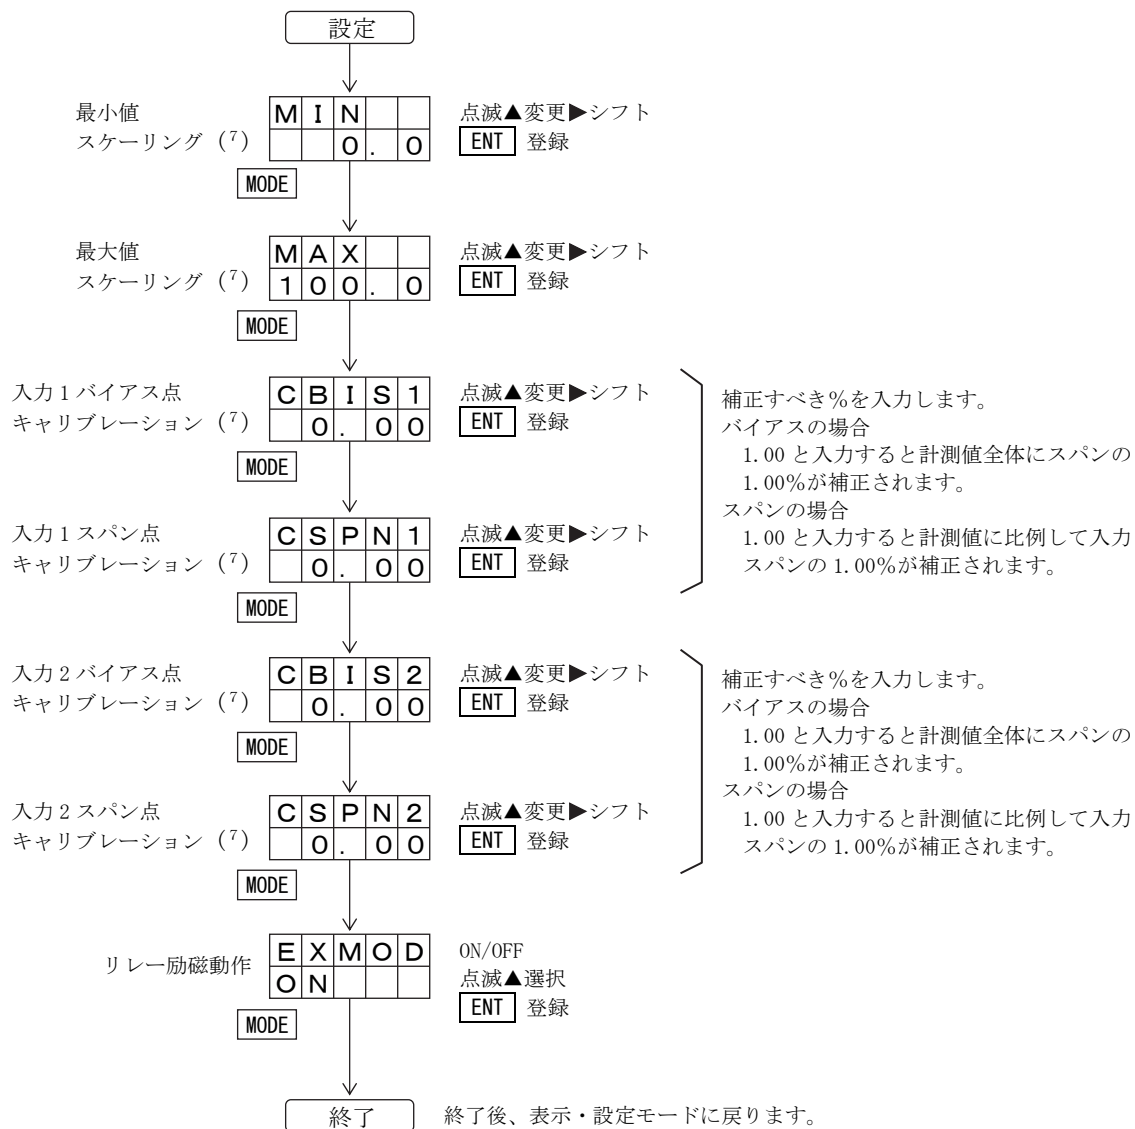 設定
最小値
スケーリング (7)
MIN
0.0
点滅▲変更▶シフト
ENT 登録
MODE
最大値
スケーリング (7)
MAX
100.0
点滅▲変更▶シフト
ENT 登録
MODE
入力1バイアス点
キャリブレーション (7)
CBIS1
0.00
点滅▲変更▶シフト
ENT 登録
MODE
入力1スパン点
キャリブレーション (7)
CSPN1
0.00
点滅▲変更▶シフト
ENT 登録
MODE
補正すべき%を入力します。
バイアスの場合
1.00と入力すると計測値全体にスパンの
1.00%が補正されます。
スパンの場合
1.00と入力すると計測値に比例して入力
スパンの1.00%が補正されます。
入力2バイアス点
キャリブレーション (7)
CBIS2
0.00
点滅▲変更▶シフト
ENT 登録
MODE
入力2スパン点
キャリブレーション (7)
CSPN2
0.00
点滅▲変更▶シフト
ENT 登録
MODE
補正すべき%を入力します。
バイアスの場合
1.00と入力すると計測値全体にスパンの
1.00%が補正されます。
スパンの場合
1.00と入力すると計測値に比例して入力
スパンの1.00%が補正されます。
リレー励磁動作
EXMOD
ON
ON/OFF
点滅▲選択
ENT 登録
MODE
終了
終了後、表示・設定モードに戻ります。